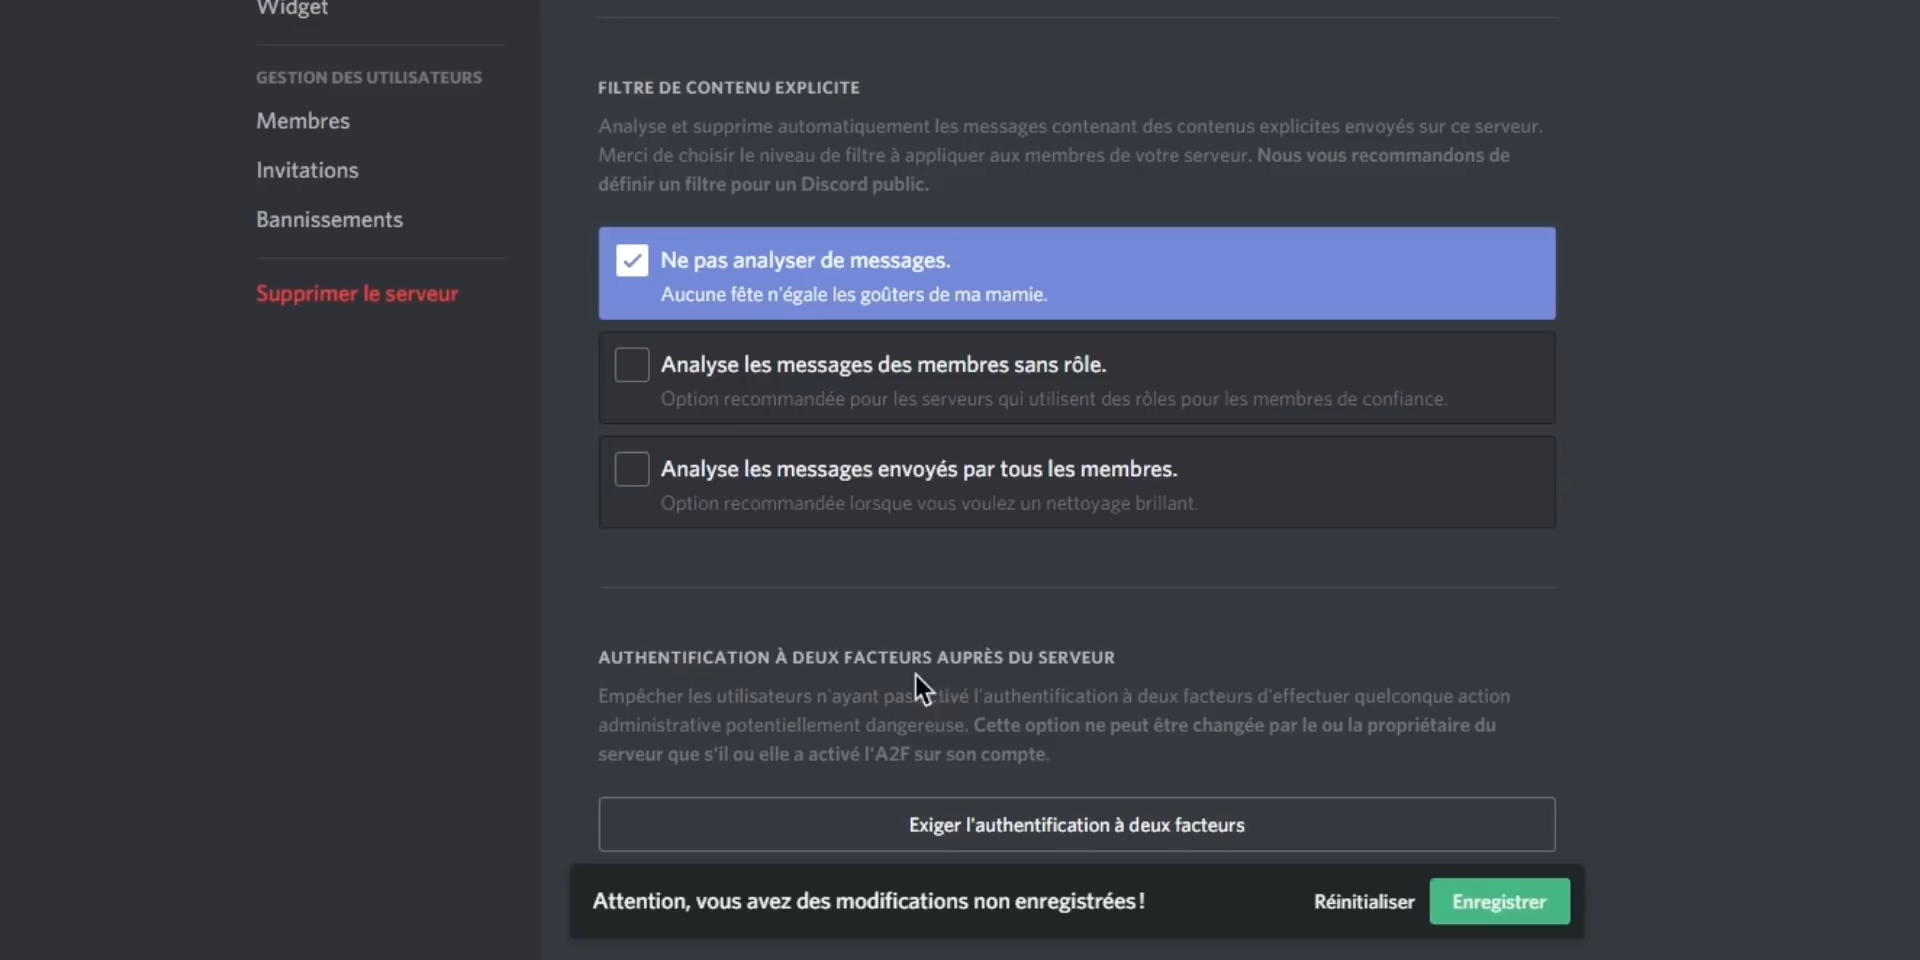 Widget
GESTION DES UTILISATEURS
Membres
Invitations
Bannissements
Supprimer le serveur
FILTRE DE CONTENU EXPLICITE
Analyse et supprime automatiquement les messages contenant des contenus explicites envoyés sur ce serveur.
Merci de choisir le niveau de filtre à appliquer aux membres de votre serveur. Nous vous recommandons de
définir un filtre pour un Discord public.
Ne pas analyser de messages.
Aucune fête n'égale les goûters de ma mamie.
Analyse les messages des membres sans rôle.
Option recommandée pour les serveurs qui utilisent des rôles pour les membres de confiance.
Analyse les messages envoyés par tous les membres.
Option recommandée lorsque vous voulez un nettoyage brillant.
AUTHENTIFICATION À DEUX FACTEURS AUPRÈS DU SERVEUR
Empêcher les utilisateurs n'ayant pas activé l'authentification à deux facteurs d'effectuer quelconque action
administrative potentiellement dangereuse. Cette option ne peut être changée par le ou la propriétaire du
serveur que s'il ou elle a activé l'A2F sur son compte.
Exiger l'authentification à deux facteurs
Attention, vous avez des modifications non enregistrées !
Réinitialiser
Enregistrer